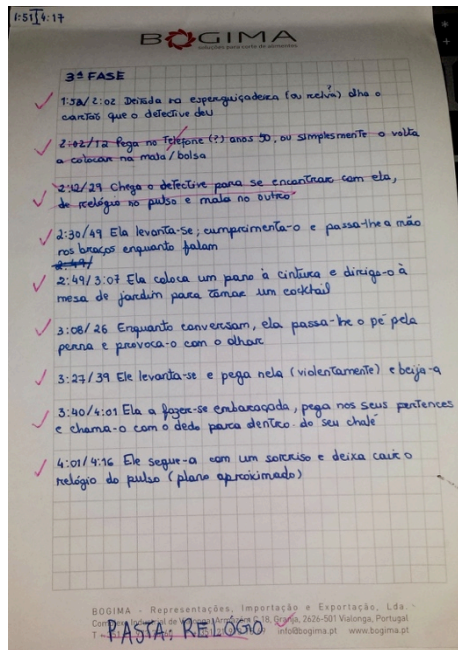 1:51 4:17
BOGIMA
soluções para corte de alimentos
3ª FASE
1:52/2:02 Deitada na espreguiçadeira (ou relva) olha o
cartão que o detective deu
2:02/12 Pega no Telefone (?) anos 50, ou simplesmente o volta
a colocar na mala/bolsa
2:12/29 Chega o detective para se encontrar com ela,
de relógio no pulso e mala no outro
2:30/49 Ela levanta-se, cumprimenta-o e passa-lhe a mão
nos braços enquanto falam
2:49/
2:49/3:07 Ela coloca um pano à cintura e dirige-o à
mesa de jardim para tomar um cocktail
3:08/26 Enquanto conversam, ela passa-lhe o pé pela
perna e provoca-o com o olhar
3:27/39 Ele levanta-se e pega nela (violentamente) e beija-a
3:40/4:01 Ela a fazer-se embaraçada, pega nos seus pertences
e chama-o com o dedo para dentro do seu chalé
4:01/4:16 Ele segue-a com um sorriso e deixa cair o
relógio do pulso (plano aproximado)
BOGIMA - Representações, Importação e Exportação, Lda.
18, Granja, 2626-501 Vialonga, Portugal
info@bogima.pt www.bogima.pt
PASTA: RELÓGIO